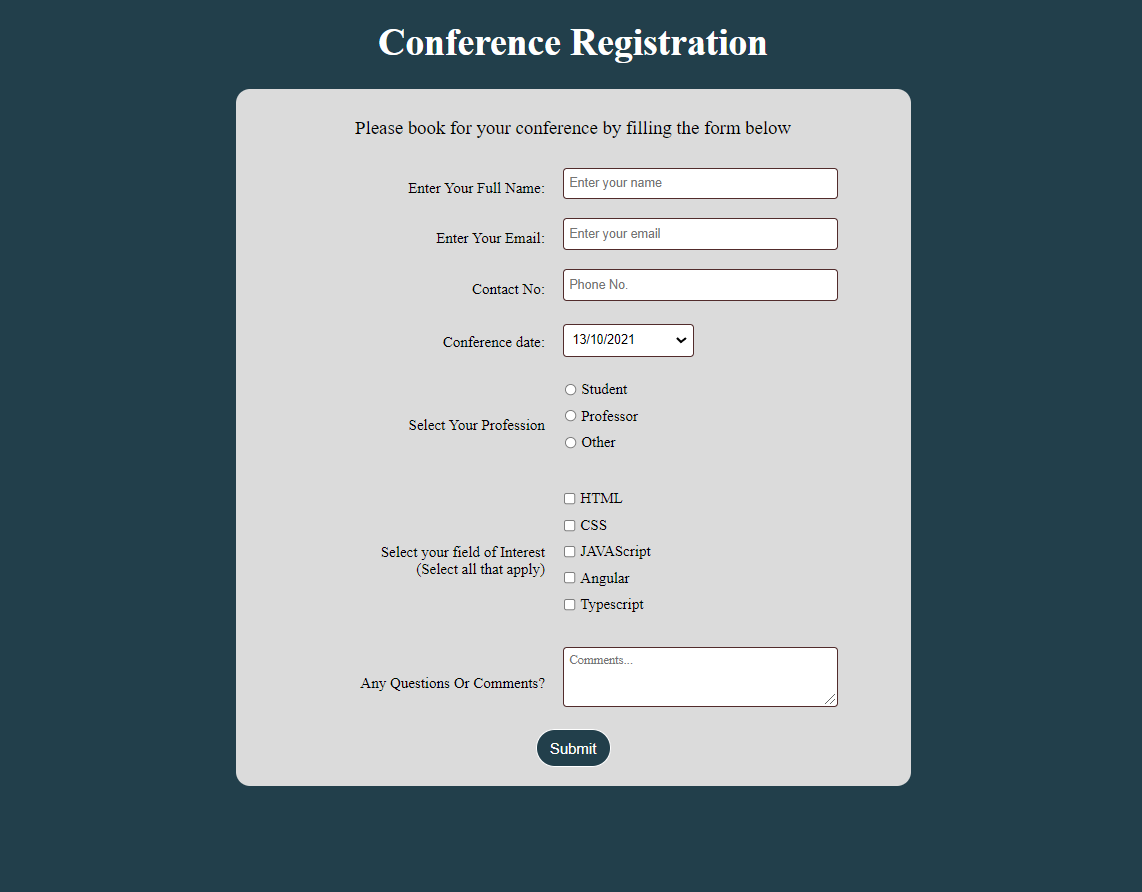 Conference Registration
Please book for your conference by filling the form below
Enter Your Full Name: Enter your name
Enter Your Email: Enter your email
Contact No: Phone No.
Conference date: 13/10/2021
Select Your Profession
Student
Professor
Other
Select your field of Interest
(Select all that apply)
HTML
CSS
JAVAScript
Angular
Typescript
Any Questions Or Comments? Comments...
Submit